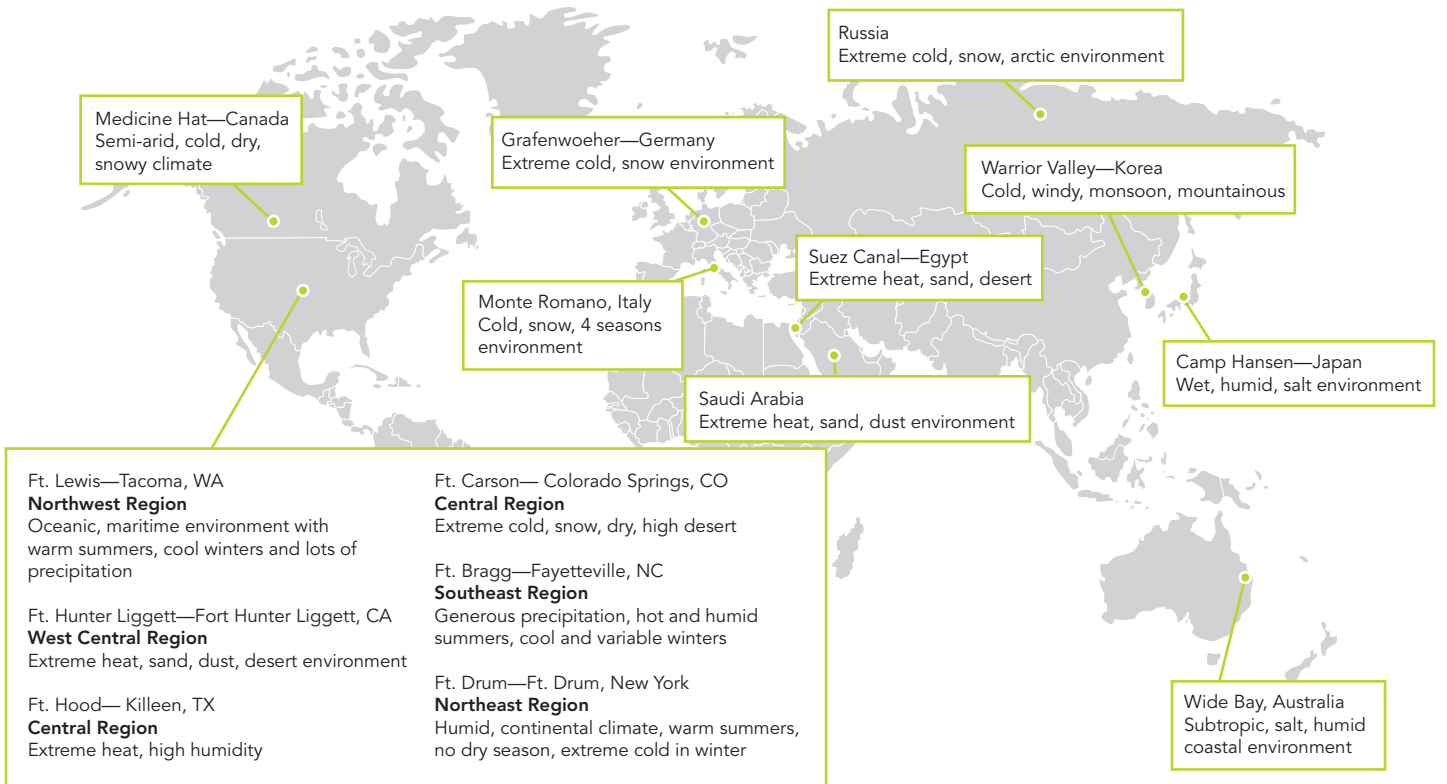 Russia
Extreme cold, snow, arctic environment
Medicine Hat—Canada
Semi-arid, cold, dry,
snowy climate
Grafenwoeher—Germany
Extreme cold, snow environment
Warrior Valley—Korea
Cold, windy, monsoon, mountainous
Suez Canal—Egypt
Extreme heat, sand, desert
Monte Romano, Italy
Cold, snow, 4 seasons
environment
Camp Hansen—Japan
Wet, humid, salt environment
Saudi Arabia
Extreme heat, sand, dust environment
Ft. Lewis—Tacoma, WA
Northwest Region
Oceanic, maritime environment with
warm summers, cool winters and lots of
precipitation
Ft. Hunter Liggett—Fort Hunter Liggett, CA
West Central Region
Extreme heat, sand, dust, desert environment
Ft. Hood— Killeen, TX
Central Region
Extreme heat, high humidity
Ft. Carson— Colorado Springs, CO
Central Region
Extreme cold, snow, dry, high desert
Ft. Bragg—Fayetteville, NC
Southeast Region
Generous precipitation, hot and humid
summers, cool and variable winters
Ft. Drum—Ft. Drum, New York
Northeast Region
Humid, continental climate, warm summers,
no dry season, extreme cold in winter
Wide Bay, Australia
Subtropic, salt, humid
coastal environment